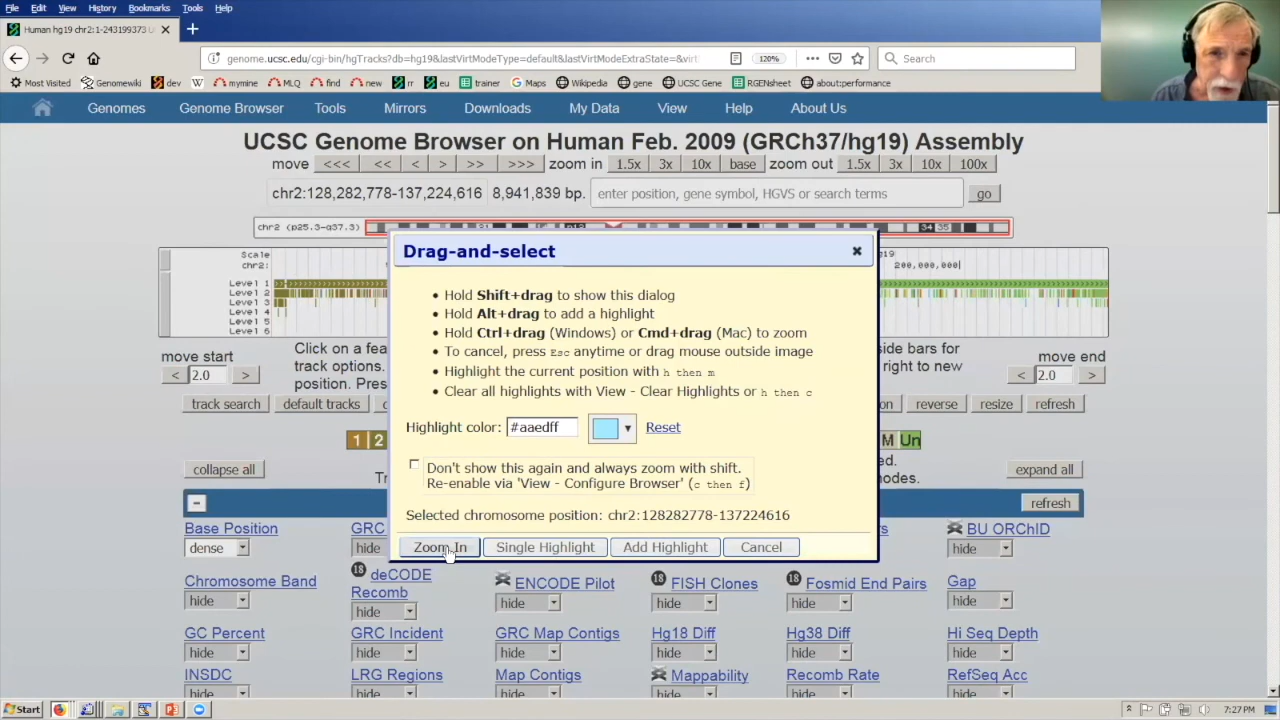 File Edit View History Bookmarks Tools Help
Human hg19 chr2:1-243199373 U
genome.ucsc.edu/cgi-bin/hgTracks?db=hg19&lastVirtModeType=default&lastVirtModeExtraState=&virt 120% Search
Most Visited Genomewiki dev W mymine MLQ find new rr eu trainer Maps Wikipedia gene UCSC Gene RGENsheet about:performance
Genomes Genome Browser Tools Mirrors Downloads My Data View Help About Us
UCSC Genome Browser on Human Feb. 2009 (GRCh37/hg19) Assembly
move <<< << < > >> >>> zoom in 1.5x 3x 10x base zoom out 1.5x 3x 10x 100x
chr2:128,282,778-137,224,616 8,941,839 bp. enter position, gene symbol, HGVS or search terms go
chr2 (p25.3-q37.3) 34 35
Scale
chr2:
hg19
200,000,000|
Level 1
Level 2
Level 3
Level 4
Level 5
Level 6
Drag-and-select
Hold Shift+drag to show this dialog
Hold Alt+drag to add a highlight
Hold Ctrl+drag (Windows) or Cmd+drag (Mac) to zoom
To cancel, press Esc anytime or drag mouse outside image
Highlight the current position with h then m
Clear all highlights with View - Clear Highlights or h then c
Highlight color: #aaedff Reset
Don't show this again and always zoom with shift.
Re-enable via 'View - Configure Browser' (c then f)
Selected chromosome position: chr2:128282778-137224616
Zoom In Single Highlight Add Highlight Cancel
move start
< 2.0 >
Click on a fea
track options.
position. Pres
side bars for
right to new
move end
< 2.0 >
track search default tracks reverse resize refresh
1 2 M Un
collapse all expand all
refresh
Base Position
dense
GRC
hide
BU ORChID
hide
Chromosome Band
hide
18 deCODE
Recomb
hide
ENCODE Pilot
hide
18 FISH Clones
hide
18 Fosmid End Pairs
hide
Gap
hide
GC Percent
hide
GRC Incident
hide
GRC Map Contigs
hide
Hg18 Diff
hide
Hg38 Diff
hide
Hi Seq Depth
hide
INSDC
hide
LRG Regions
hide
Map Contigs
hide
Mappability
hide
Recomb Rate
hide
RefSeq Acc
hide
Start 7:27 PM